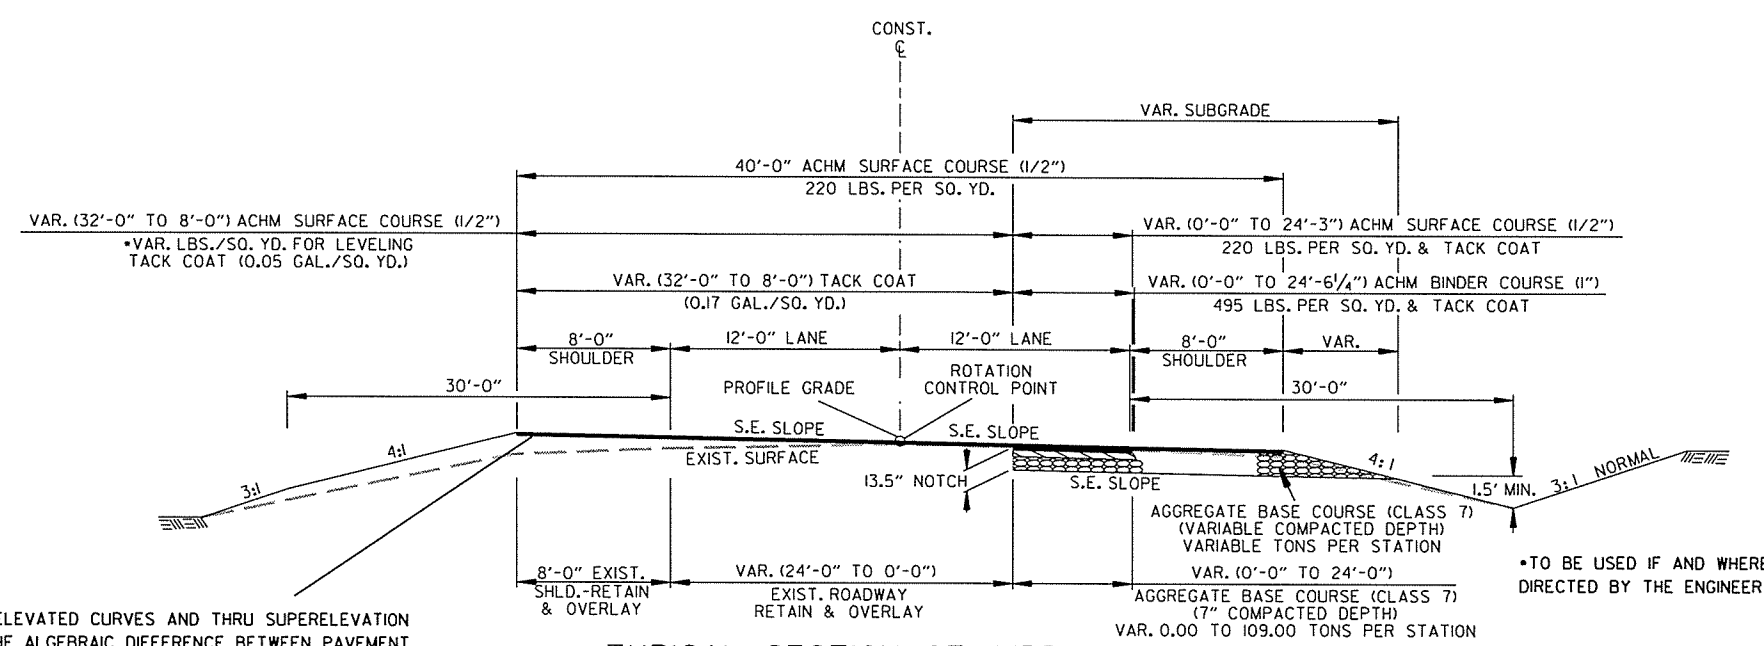 CONST.
℄
VAR. SUBGRADE
40'-0" ACHM SURFACE COURSE (1/2")
220 LBS. PER SQ. YD.
VAR. (32'-0" TO 8'-0") ACHM SURFACE COURSE (1/2")
•VAR. LBS./SQ. YD. FOR LEVELING
TACK COAT (0.05 GAL./SQ. YD.)
VAR. (0'-0" TO 24'-3") ACHM SURFACE COURSE (1/2")
220 LBS. PER SQ. YD. & TACK COAT
VAR. (32'-0" TO 8'-0") TACK COAT
(0.17 GAL./SQ. YD.)
VAR. (0'-0" TO 24'-6 1/4") ACHM BINDER COURSE (1")
495 LBS. PER SQ. YD. & TACK COAT
8'-0"
SHOULDER
12'-0" LANE
12'-0" LANE
8'-0"
SHOULDER
VAR.
30'-0"
PROFILE GRADE
ROTATION
CONTROL POINT
30'-0"
S.E. SLOPE
S.E. SLOPE
4:1
3:1
EXIST. SURFACE
13.5" NOTCH
S.E. SLOPE
4:1
1.5' MIN.
3:1 NORMAL
AGGREGATE BASE COURSE (CLASS 7)
(VARIABLE COMPACTED DEPTH)
VARIABLE TONS PER STATION
8'-0" EXIST.
SHLD.-RETAIN
& OVERLAY
VAR. (24'-0" TO 0'-0")
EXIST. ROADWAY
RETAIN & OVERLAY
VAR. (0'-0" TO 24'-0")
AGGREGATE BASE COURSE (CLASS 7)
(7" COMPACTED DEPTH)
VAR. 0.00 TO 109.00 TONS PER STATION
•TO BE USED IF AND WHERE
DIRECTED BY THE ENGINEER
ELEVATED CURVES AND THRU SUPERELEVATION
ALGEBRAIC DIFFERENCE BETWEEN PAVEMENT